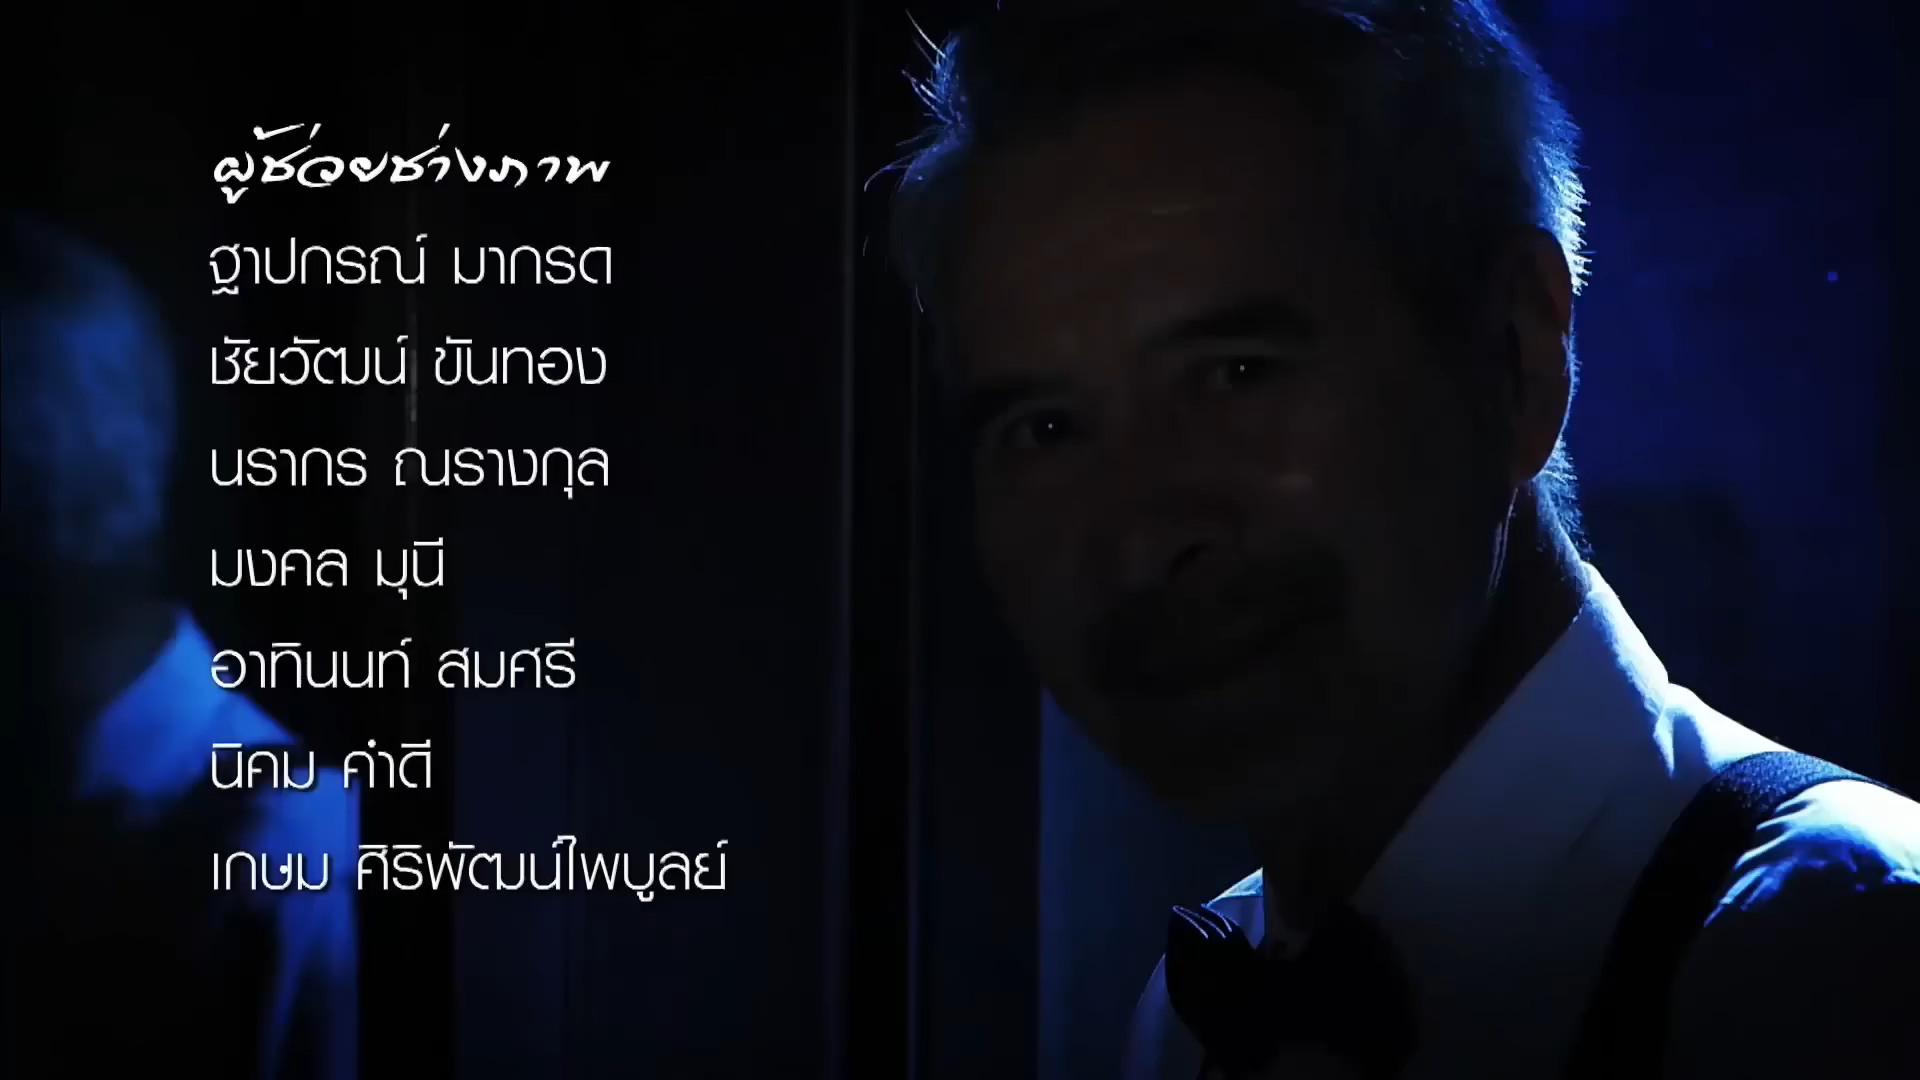 ผู้ช่วยช่างภาพ
ฐาปกรณ์ มากรด
ชัยวัฒน์ ขันทอง
นรากร ณรางกุล
มงคล มุนี
อาทินนท์ สมศรี
นิคม คำดี
เกษม ศิริพัฒน์ไพบูลย์